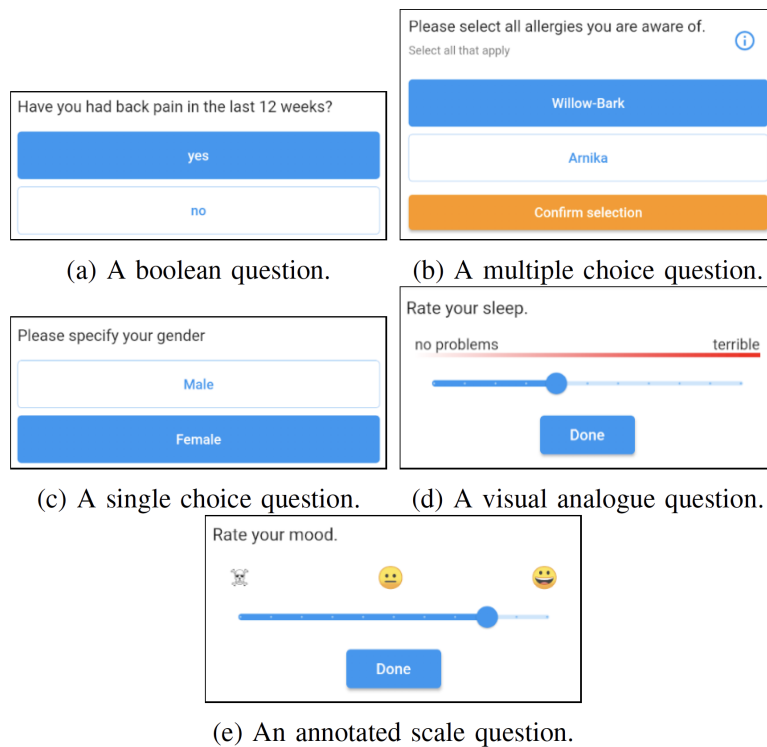 Have you had back pain in the last 12 weeks?
yes
no
(a) A boolean question.
Please select all allergies you are aware of.
Select all that apply
Willow-Bark
Arnika
Confirm selection
(b) A multiple choice question.
Please specify your gender
Male
Female
(c) A single choice question.
Rate your sleep.
no problems terrible
Done
(d) A visual analogue question.
Rate your mood.
Done
(e) An annotated scale question.